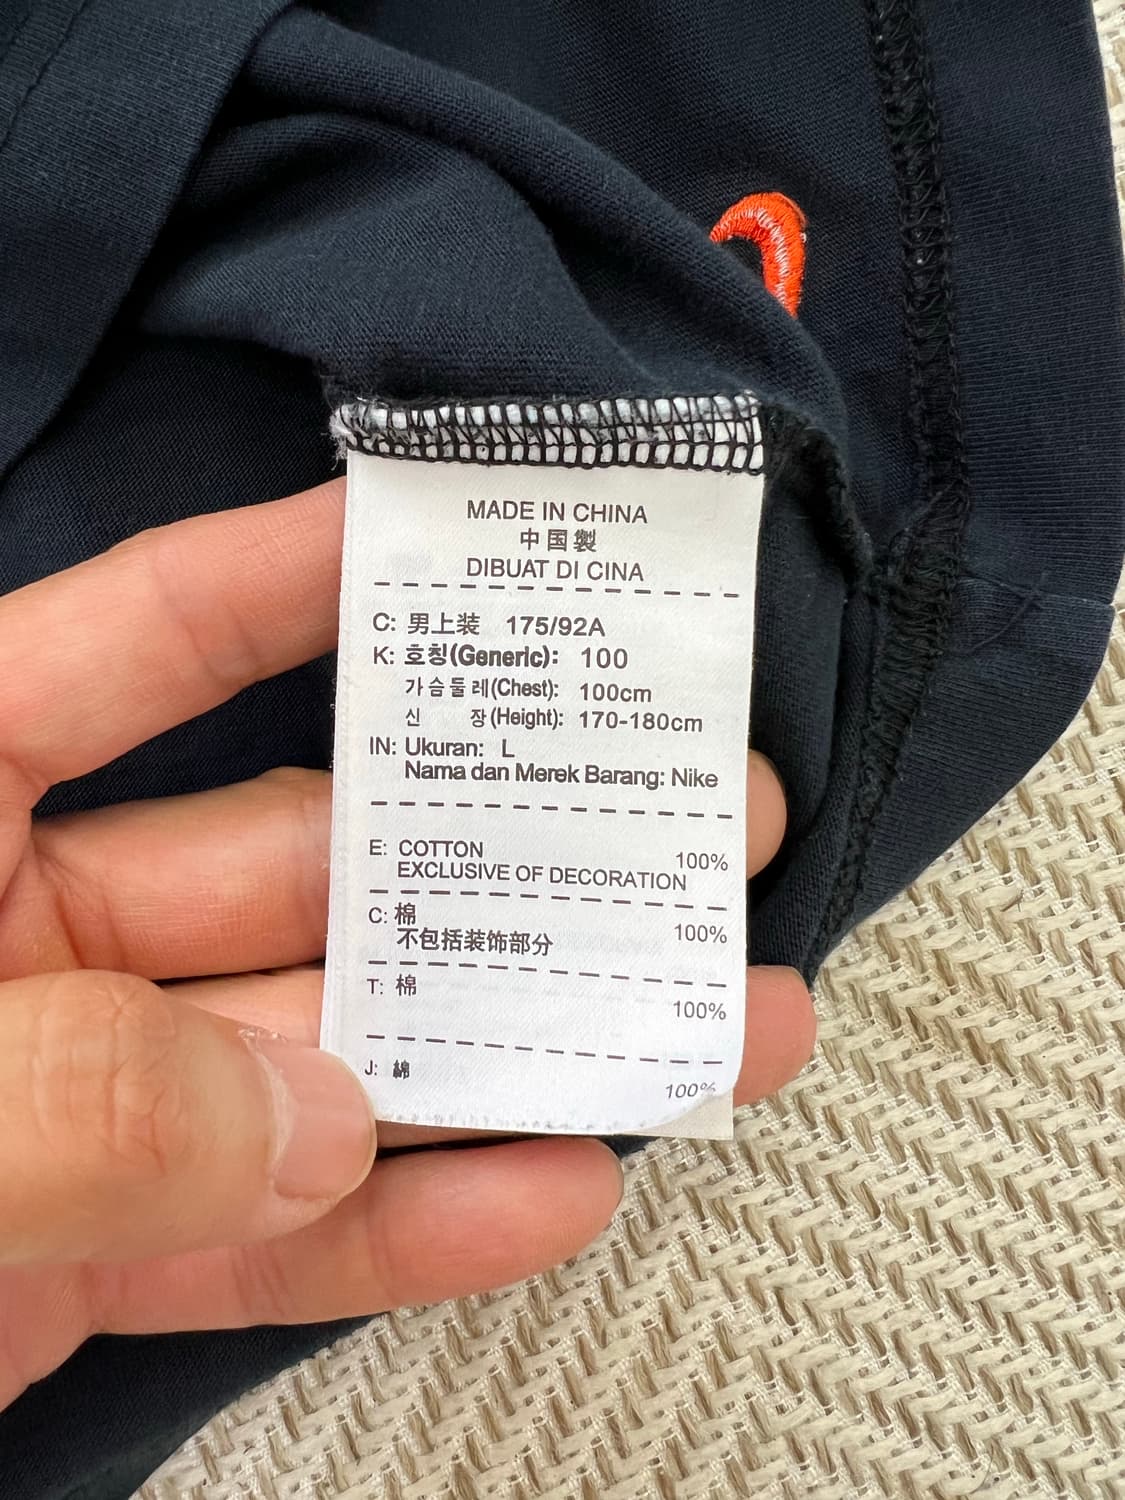 MADE IN CHINA
中国製
DIBUAT DI CINA
C: 男上装 175/92A
K: 호칭(Generic): 100
가슴둘레(Chest): 100cm
신 장(Height): 170-180cm
IN: Ukuran: L
Nama dan Merek Barang: Nike
E: COTTON 100%
EXCLUSIVE OF DECORATION
C: 棉 100%
不包括装饰部分
T: 棉 100%
J: 綿 100%